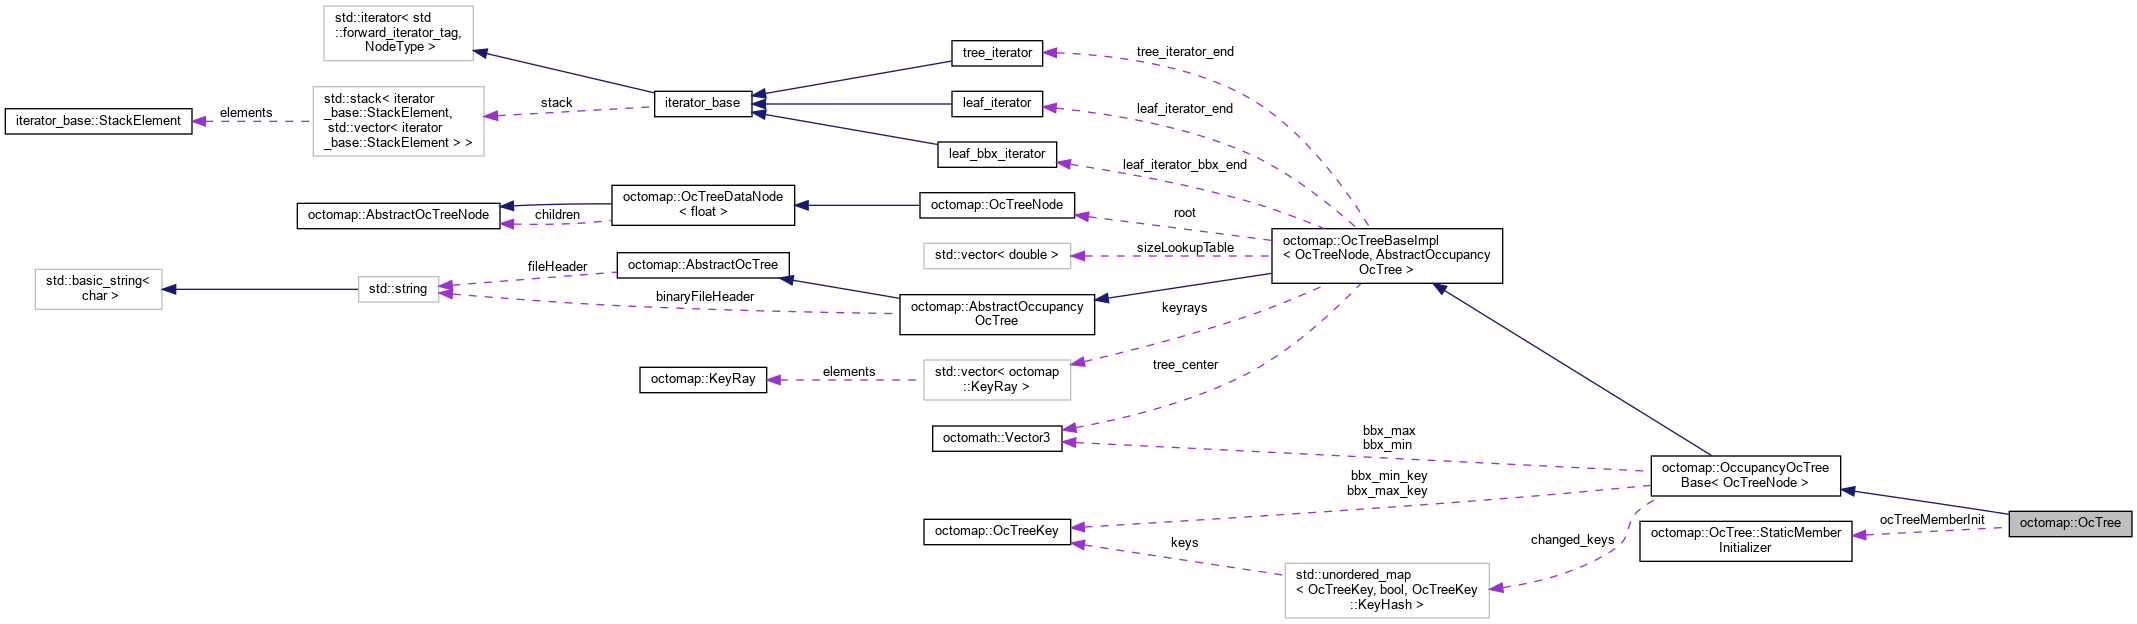 std::iterator< std
::forward_iterator_tag,
NodeType >
tree_iterator
tree_iterator_end
std::stack< iterator
_base::StackElement,
std::vector< iterator
_base::StackElement > >
stack
iterator_base
leaf_iterator
leaf_iterator_end
iterator_base::StackElement
elements
leaf_bbx_iterator
leaf_iterator_bbx_end
octomap::AbstractOcTreeNode
children
octomap::OcTreeDataNode
< float >
octomap::OcTreeNode
root
std::vector< double >
sizeLookupTable
octomap::OcTreeBaseImpl
< OcTreeNode, AbstractOccupancy
OcTree >
std::basic_string<
char >
std::string
fileHeader
octomap::AbstractOcTree
binaryFileHeader
octomap::AbstractOccupancy
OcTree
keyrays
octomap::KeyRay
elements
std::vector< octomap
::KeyRay >
tree_center
octomath::Vector3
bbx_max
bbx_min
octomap::OccupancyOcTree
Base< OcTreeNode >
bbx_min_key
bbx_max_key
octomap::OcTreeKey
keys
changed_keys
octomap::OcTree::StaticMember
Initializer
ocTreeMemberInit
octomap::OcTree
std::unordered_map
< OcTreeKey, bool, OcTreeKey
::KeyHash >